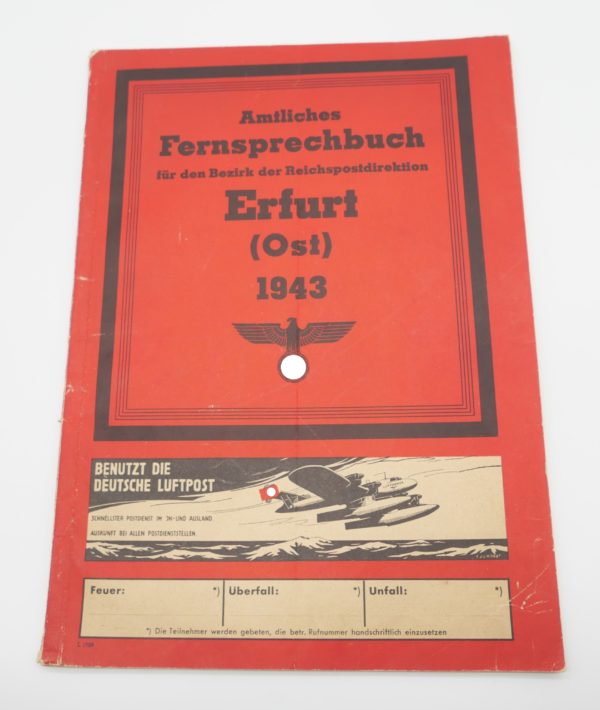 Amtliches
Fernsprechbuch
für den Bezirk der Reichspostdirektion
Erfurt
(Ost)
1943
BENUTZT DIE
DEUTSCHE LUFTPOST
SCHNELLSTER POSTDIENST IM IN- UND AUSLAND
AUSKUNFT BEI ALLEN POSTDIENSTSTELLEN
Feuer: *) Überfall: *) Unfall: *)
*) Die Teilnehmer werden gebeten, die betr. Rufnummer handschriftlich einzusetzen